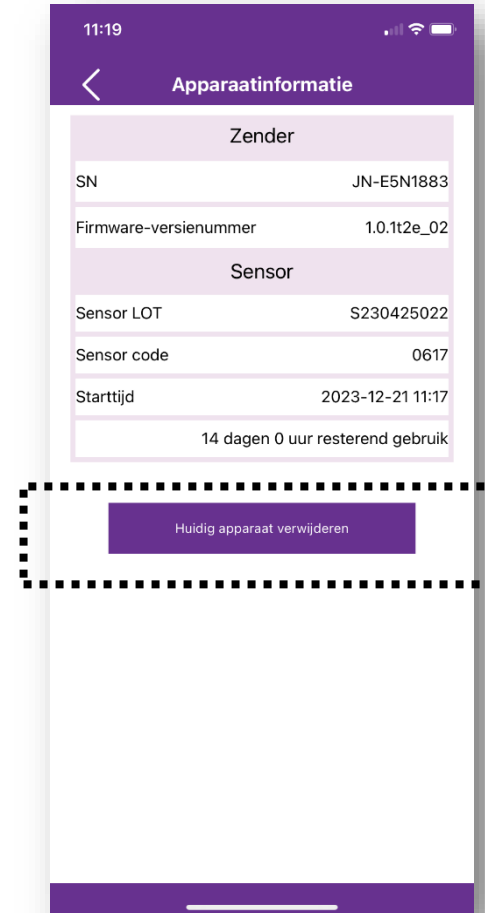 11:19
Apparaatinformatie
Zender
SN JN-E5N1883
Firmware-versienummer 1.0.1t2e_02
Sensor
Sensor LOT S230425022
Sensor code 0617
Starttijd 2023-12-21 11:17
14 dagen 0 uur resterend gebruik
Huidig apparaat verwijderen